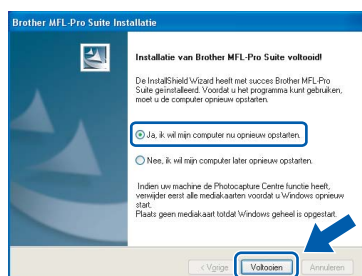 Brother MFL-Pro Suite Installatie
Installatie van Brother MFL-Pro Suite voltooid!
De InstallShield Wizard heeft met succes Brother MFL-Pro
Suite geïnstalleerd. Voordat u het programma kunt gebruiken,
moet u de computer opnieuw opstarten.
Ja, ik wil mijn computer nu opnieuw opstarten.
Nee, ik wil mijn computer later opnieuw opstarten.
Indien uw machine de Photocapture Centre functie heeft,
verwijder eerst alle mediakaarten voordat u Windows opnieuw
start.
Plaats geen mediakaart totdat Windows geheel is opgestart.
< Vorige
Voltooien
Annuleren